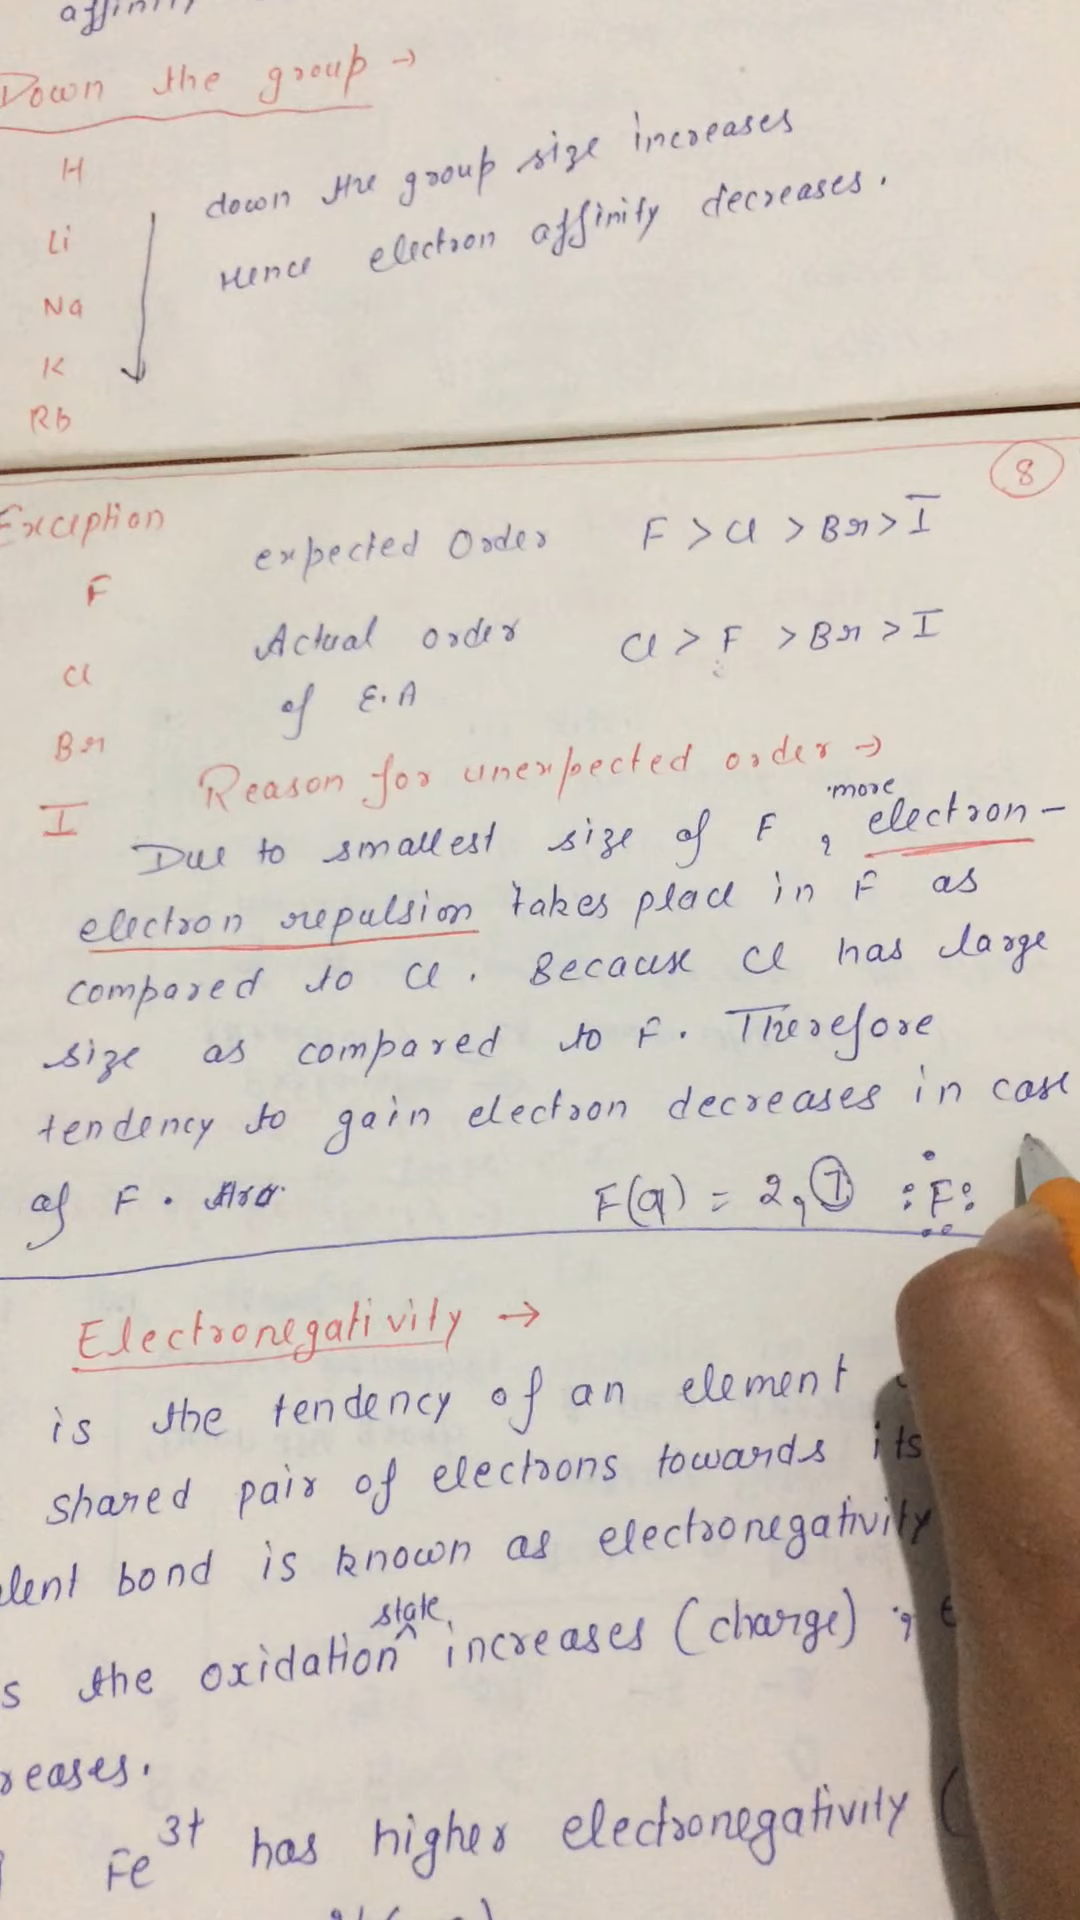 affinity
Down the group →
H
Li
Na
K
Rb
down the group size increases
Hence electron affinity decreases.
8
Exception
F
Cl
Br
I
expected Order F > Cl > Br > I
Actual order Cl > F > Br > I
of E.A
Reason for unexpected order →
Due to smallest size of F, more electron-
electron repulsion takes place in F as
compared to Cl. Because Cl has large
size as compared to F. Therefore
tendency to gain electron decreases in case
of F.
F(9) = 2,7 :F:
Electronegativity →
is the tendency of an element
shared pair of electrons towards its
lent bond is known as electronegativity
s the oxidation state increases (charge)
reases.
Fe3+ has higher electronegativity (